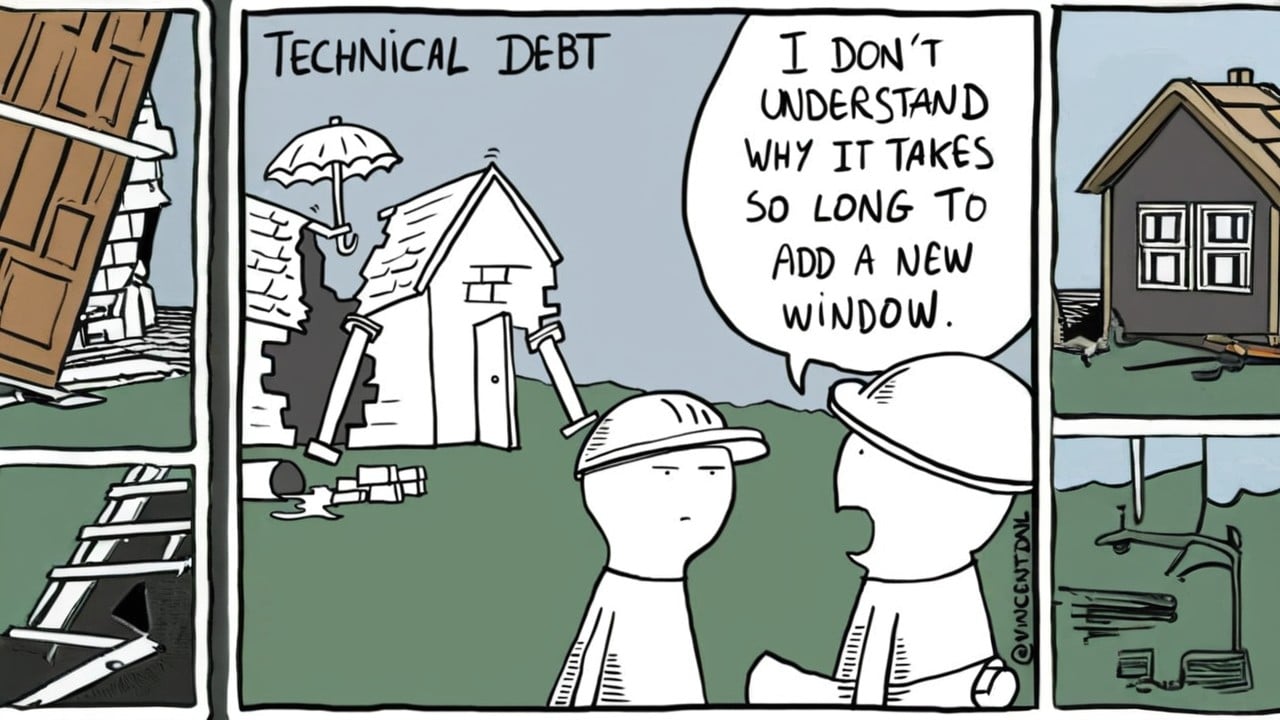 TECHNICAL DEBT
I DON'T
UNDERSTAND
WHY IT TAKES
SO LONG TO
ADD A NEW
WINDOW.
@VINCENTDNL